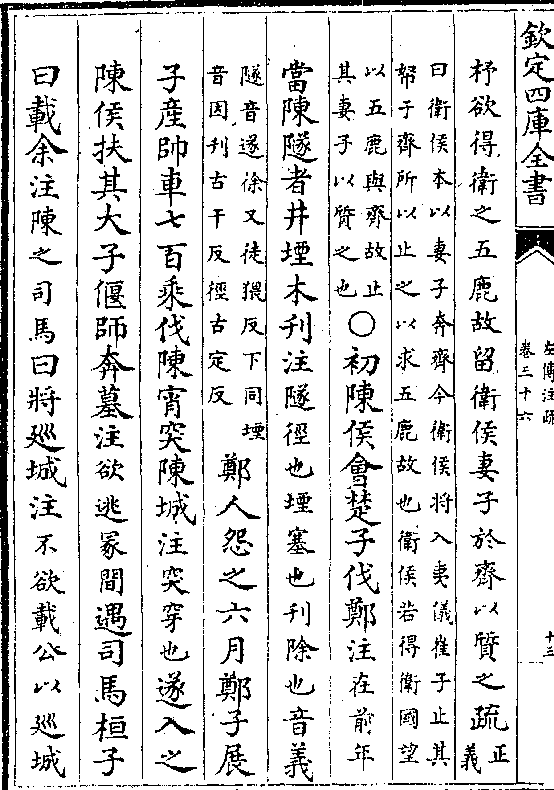 欽定四庫全書
左傳注疏
卷三十六
十三
杼欲得衛之五鹿故留衛侯妻子於齊以質之疏正
義
曰衛侯本以妻子奔齊今衛侯將入夷儀崔子止其
帑于齊所以止之以求五鹿故也衛侯若得衛國望
以五鹿與齊故止
其妻子以質之也
○初陳侯會楚子伐鄭注在前年
當陳隧者井堙木刊注隧徑也堙塞也刊除也音義
隧音遂徐又徒猥反下同堙
音因刊古干反徑古定反
鄭人怨之六月鄭子展
子產帥車七百乘伐陳宵突陳城注突穿也遂入之
陳侯扶其大子偃師奔墓注欲逃冢間遇司馬桓子
曰載余注陳之司馬曰將巡城注不欲載公以巡城